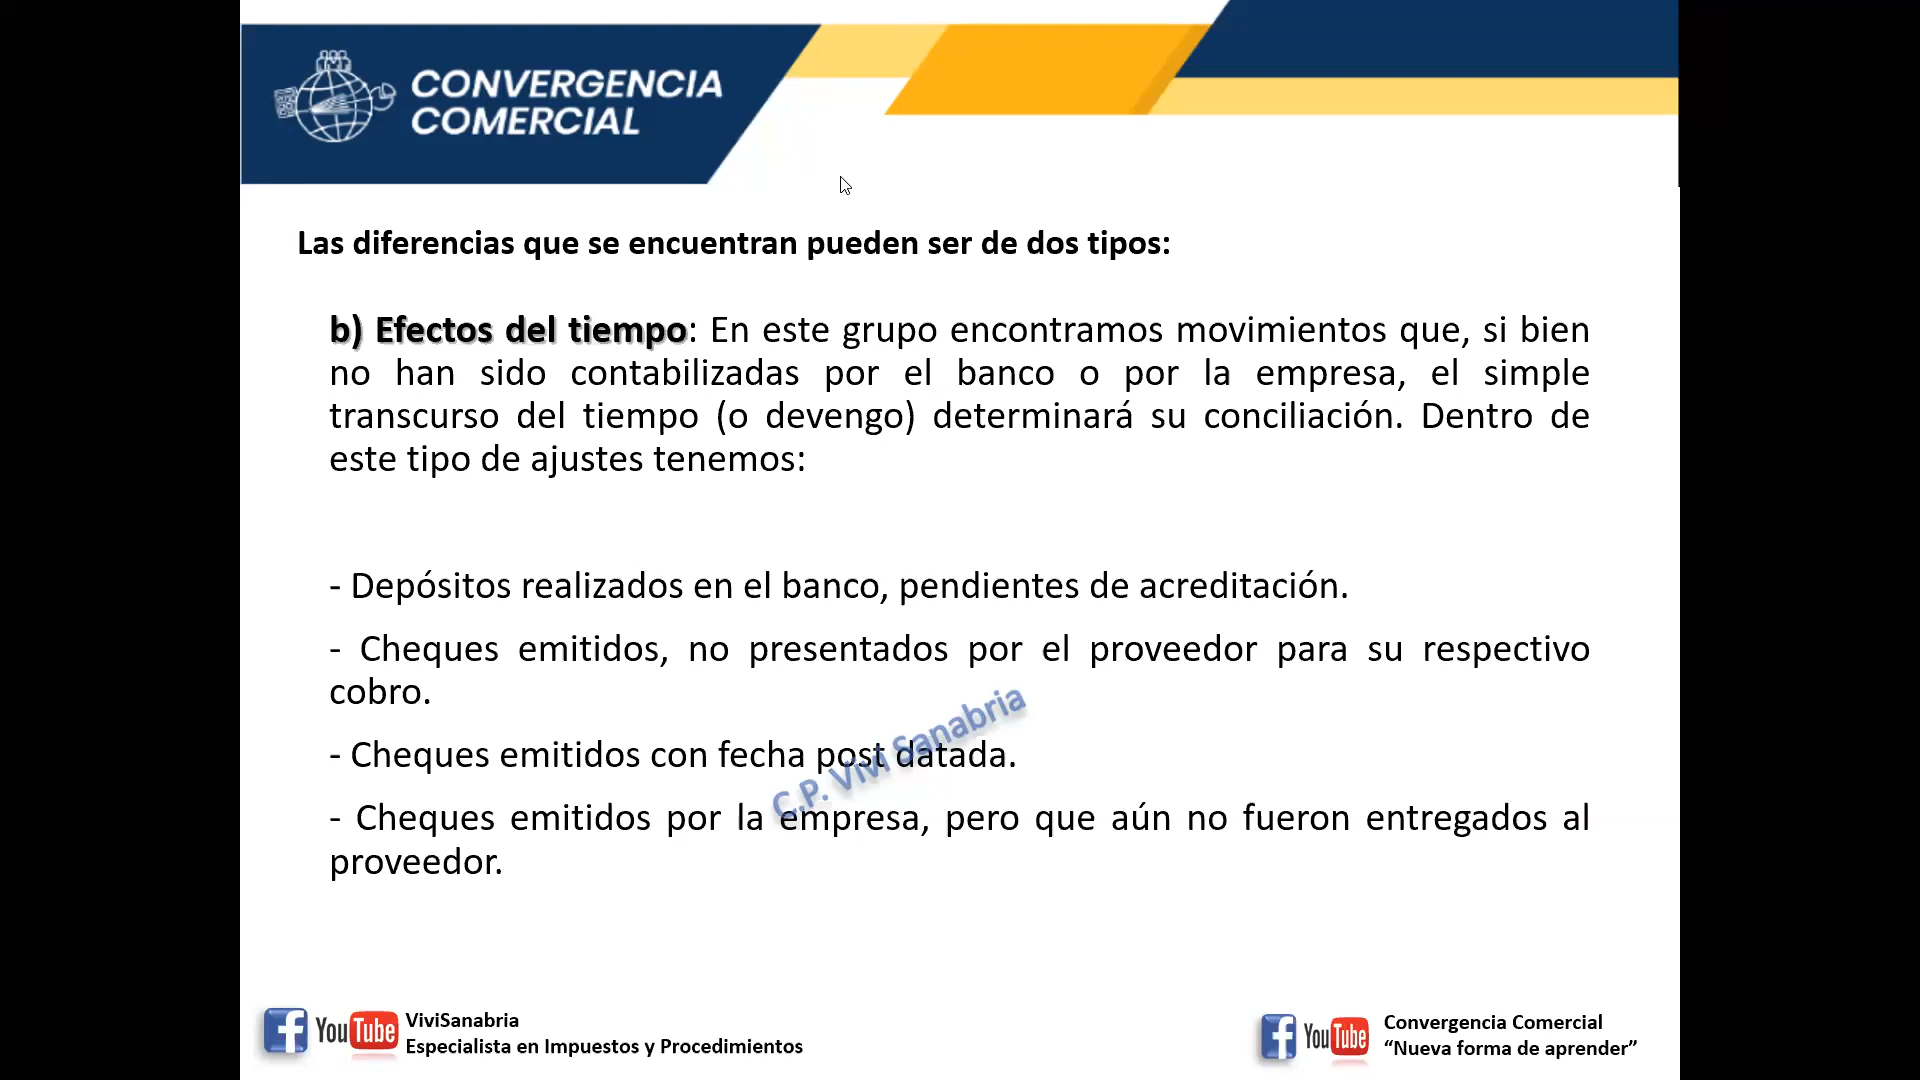 CONVERGENCIA
COMERCIAL
Las diferencias que se encuentran pueden ser de dos tipos:
b) Efectos del tiempo: En este grupo encontramos movimientos que, si bien
no han sido contabilizadas por el banco o por la empresa, el simple
transcurso del tiempo (o devengo) determinará su conciliación. Dentro de
este tipo de ajustes tenemos:
- Depósitos realizados en el banco, pendientes de acreditación.
- Cheques emitidos, no presentados por el proveedor para su respectivo
cobro.
- Cheques emitidos con fecha post datada.
- Cheques emitidos por la empresa, pero que aún no fueron entregados al
proveedor.
C.P. Vivi Sanabria
f YouTube ViviSanabria
Especialista en Impuestos y Procedimientos
f YouTube Convergencia Comercial
“Nueva forma de aprender”